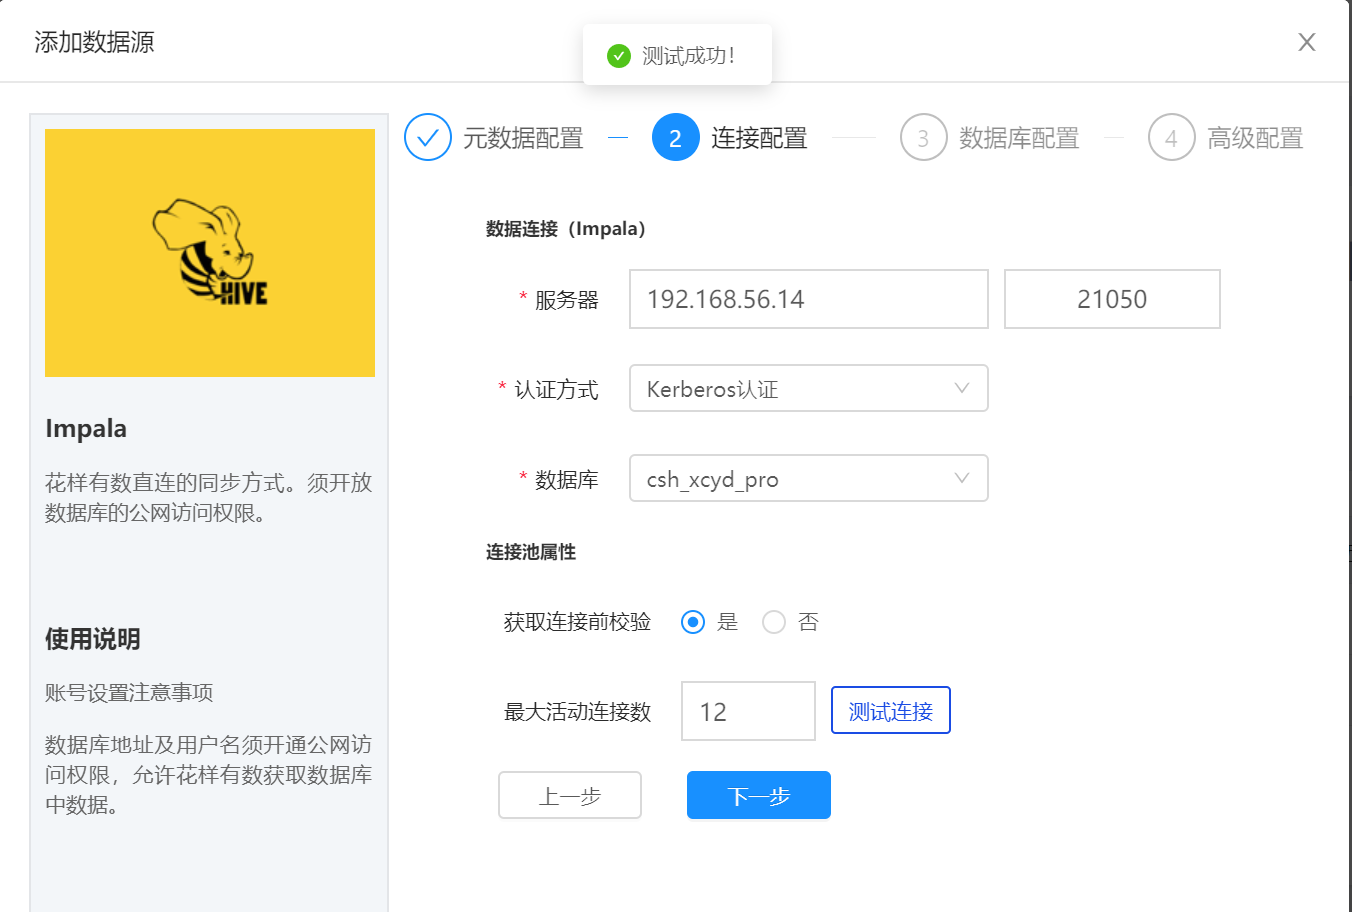 添加数据源
测试成功！
X
元数据配置
2 连接配置
3 数据库配置
4 高级配置
HIVE
Impala
花样有数直连的同步方式。须开放
数据库的公网访问权限。
使用说明
账号设置注意事项
数据库地址及用户名须开通公网访
问权限，允许花样有数获取数据库
中数据。
数据连接（Impala）
* 服务器 192.168.56.14 21050
* 认证方式 Kerberos认证
* 数据库 csh_xcyd_pro
连接池属性
获取连接前校验 是 否
最大活动连接数 12 测试连接
上一步 下一步